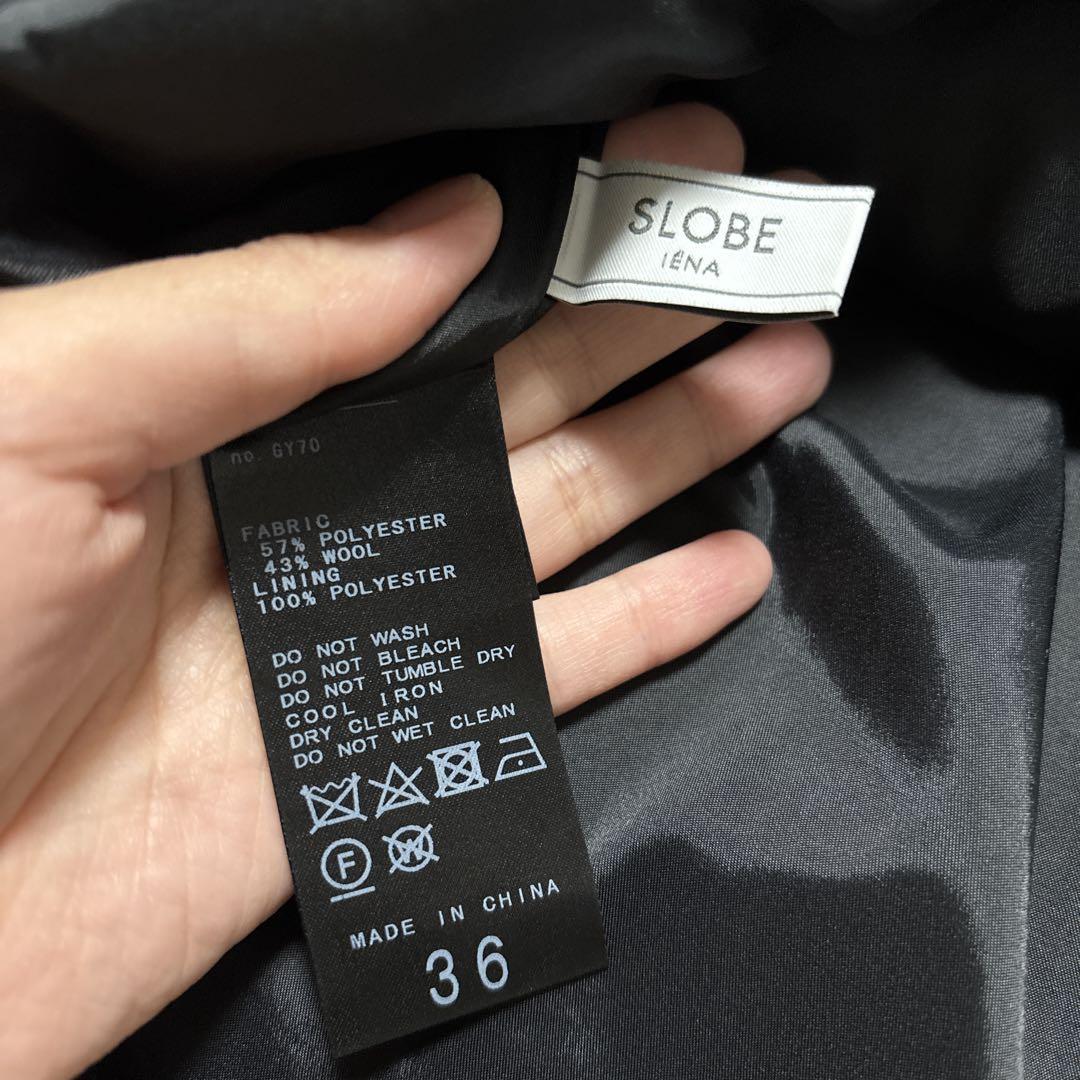 SLOBE
IÉNA
no. GY70
FABRIC
57% POLYESTER
43% WOOL
LINING
100% POLYESTER
DO NOT WASH
DO NOT BLEACH
DO NOT TUMBLE DRY
COOL IRON
DRY CLEAN
DO NOT WET CLEAN
F W
MADE IN CHINA
36